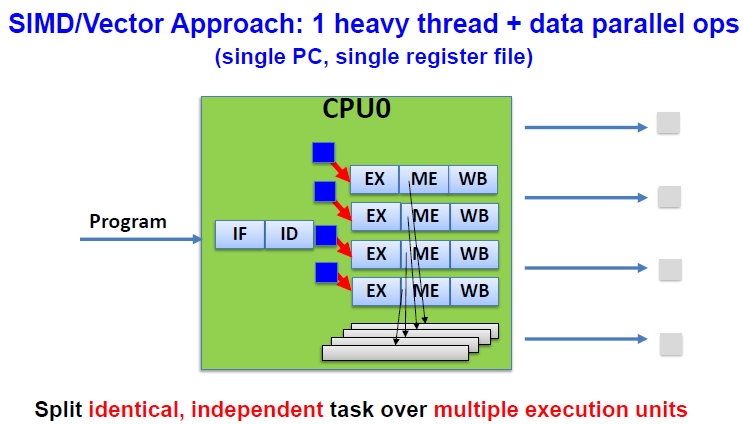 SIMD/Vector Approach: 1 heavy thread + data parallel ops
(single PC, single register file)
CPU0
Program
IF ID
EX ME WB
EX ME WB
EX ME WB
EX ME WB
Split identical, independent task over multiple execution units